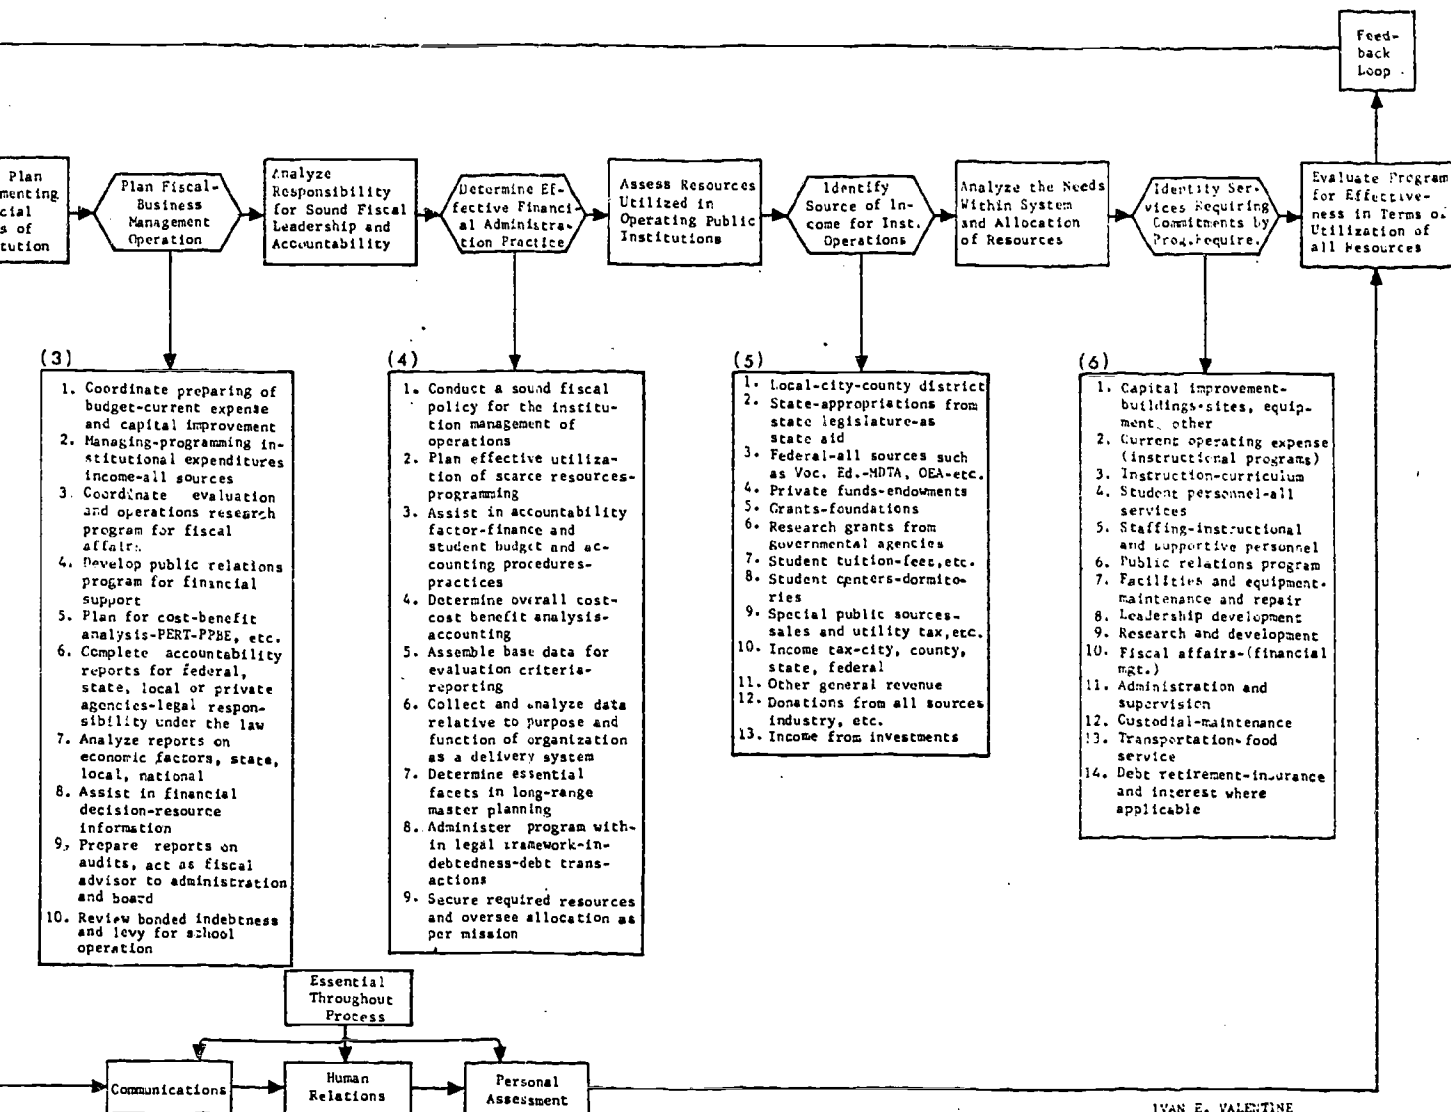 Feed-
back
Loop
Plan
menting
cial
s of
tution
Plan Fiscal-
Business
Management
Operation
Analyze
Responsibility
for Sound Fiscal
Leadership and
Accountability
Determine Ef-
fective Financi-
al Administra-
tion Practice
Assess Resources
Utilized in
Operating Public
Institutions
Identify
Source of In-
come for Inst.
Operations
Analyze the Needs
Within System
and Allocation
of Resources
Identify Ser-
vices Requiring
Commitments by
Prog.Require.
Evaluate Program
for Effective-
ness in Terms of
Utilization of
all Resources
(3)
1. Coordinate preparing of
budget-current expense
and capital improvement
2. Managing-programming in-
stitutional expenditures
income-all sources
3. Coordinate evaluation
and operations research
program for fiscal
affairs
4. Develop public relations
program for financial
support
5. Plan for cost-benefit
analysis-PERT-PPBE, etc.
6. Complete accountability
reports for federal,
state, local or private
agencies-legal respon-
sibility under the law
7. Analyze reports on
economic factors, state,
local, national
8. Assist in financial
decision-resource
information
9. Prepare reports on
audits, act as fiscal
advisor to administration
and board
10. Review bonded indebtness
and levy for school
operation
(4)
1. Conduct a sound fiscal
policy for the institu-
tion management of
operations
2. Plan effective utiliza-
tion of scarce resources-
programming
3. Assist in accountability
factor-finance and
student budget and ac-
counting procedures-
practices
4. Determine overall cost-
cost benefit analysis-
accounting
5. Assemble base data for
evaluation criteria-
reporting
6. Collect and analyze data
relative to purpose and
function of organization
as a delivery system
7. Determine essential
facets in long-range
master planning
8. Administer program with-
in legal framework-in-
debtedness-debt trans-
actions
9. Secure required resources
and oversee allocation as
per mission
(5)
1. Local-city-county district
2. State-appropriations from
state legislature-as
state aid
3. Federal-all sources such
as Voc. Ed.-MDTA, OEA-etc.
4. Private funds-endowments
5. Grants-foundations
6. Research grants from
governmental agencies
7. Student tuition-fees,etc.
8. Student centers-dormito-
ries
9. Special public sources-
sales and utility tax,etc.
10. Income tax-city, county,
state, federal
11. Other general revenue
12. Donations from all sources
industry, etc.
13. Income from investments
(6)
1. Capital improvement-
buildings-sites, equip-
ment, other
2. Current operating expense
(instructional programs)
3. Instruction-curriculum
4. Student personnel-all
services
5. Staffing-instructional
and supportive personnel
6. Public relations program
7. Facilities and equipment-
maintenance and repair
8. Leadership development
9. Research and development
10. Fiscal affairs-(financial
mgt.)
11. Administration and
supervision
12. Custodial-maintenance
13. Transportation-food
service
14. Debt retirement-insurance
and interest where
applicable
Essential
Throughout
Process
Communications
Human
Relations
Personal
Assessment
IVAN E. VALENTINE